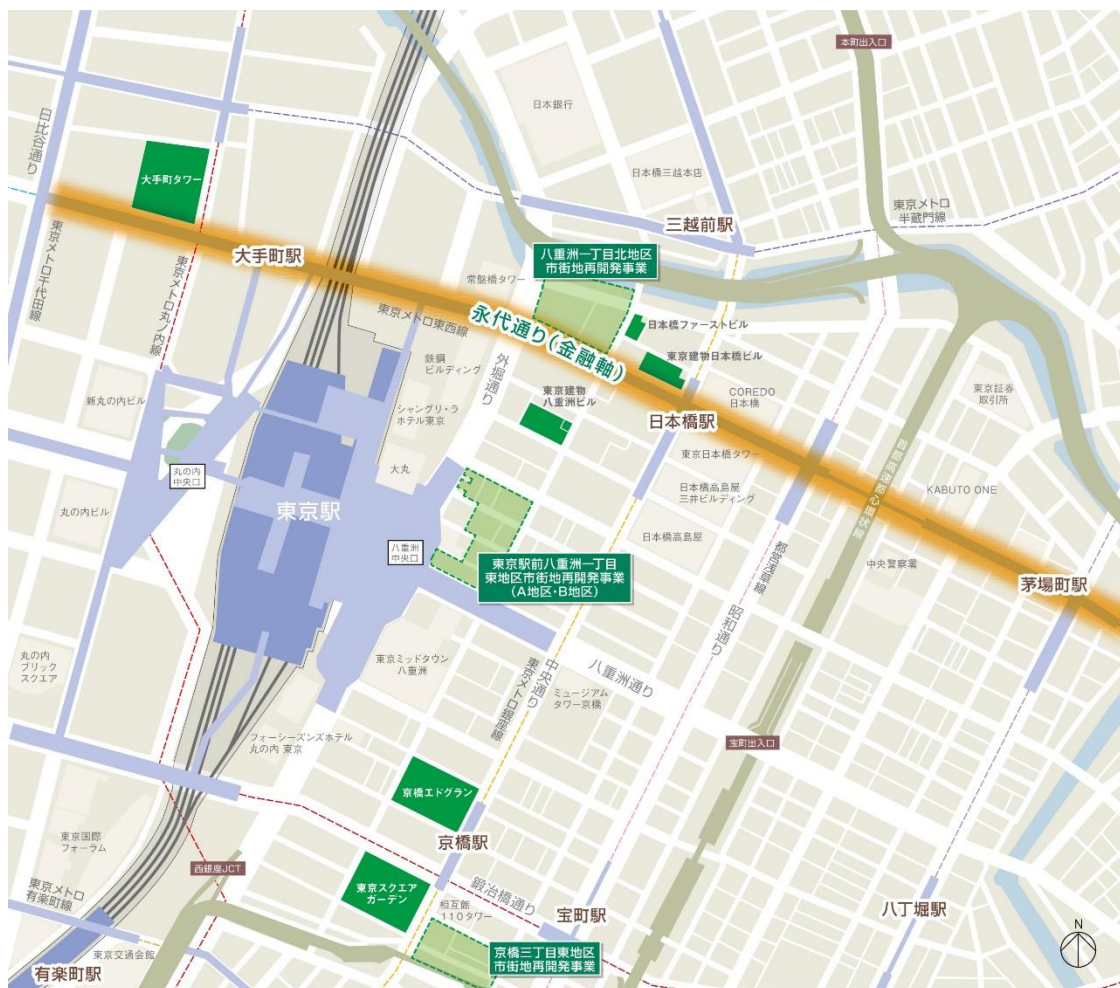 本町出入口
日本銀行
日比谷通り
大手町タワー
日本橋三越本店
東京メトロ
半蔵門線
三越前駅
大手町駅
八重洲一丁目北地区
市街地再開発事業
常盤橋タワー
東京メトロ千代田線
東京メトロ丸ノ内線
東京メトロ東西線
永代通り(金融軸)
日本橋ファーストビル
東京建物日本橋ビル
鉄鋼
ビルディング
外堀通り
東京建物
八重洲ビル
COREDO
日本橋
東京証券
取引所
新丸の内ビル
シャングリ・ラ
ホテル東京
日本橋駅
大丸
東京日本橋タワー
首都高速都心環状線
丸の内
中央口
日本橋高島屋
三井ビルディング
KABUTO ONE
丸の内ビル
東京駅
日本橋高島屋
八重洲
中央口
東京駅前八重洲一丁目
東地区市街地再開発事業
(A地区・B地区)
都営浅草線
中央警察署
茅場町駅
昭和通り
丸の内
ブリック
スクエア
東京ミッドタウン
八重洲
中央通り
東京メトロ銀座線
八重洲通り
ミュージアム
タワー京橋
フォーシーズンズホテル
丸の内 東京
宝町出入口
京橋エドグラン
東京国際
フォーラム
京橋駅
西銀座JCT
東京メトロ
有楽町線
東京スクエア
ガーデン
鍛冶橋通り
相互館
110タワー
宝町駅
八丁堀駅
N
東京交通会館
京橋三丁目東地区
市街地再開発事業
有楽町駅